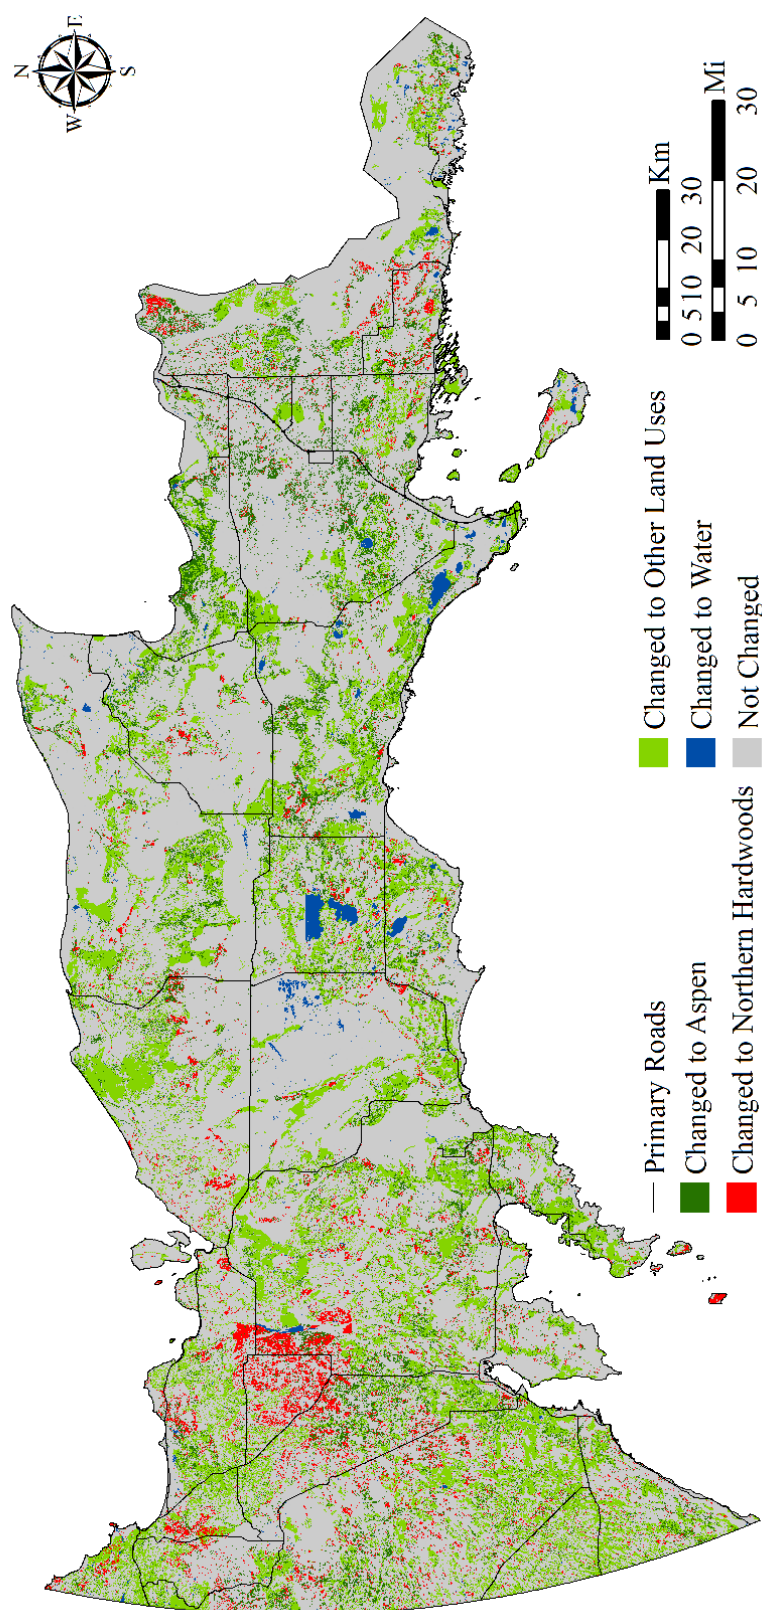 N
W E
S
Primary Roads
Changed to Aspen
Changed to Northern Hardwoods
Changed to Other Land Uses
Changed to Water
Not Changed
Km
0 5 10 20 30
Mi
0 5 10 20 30